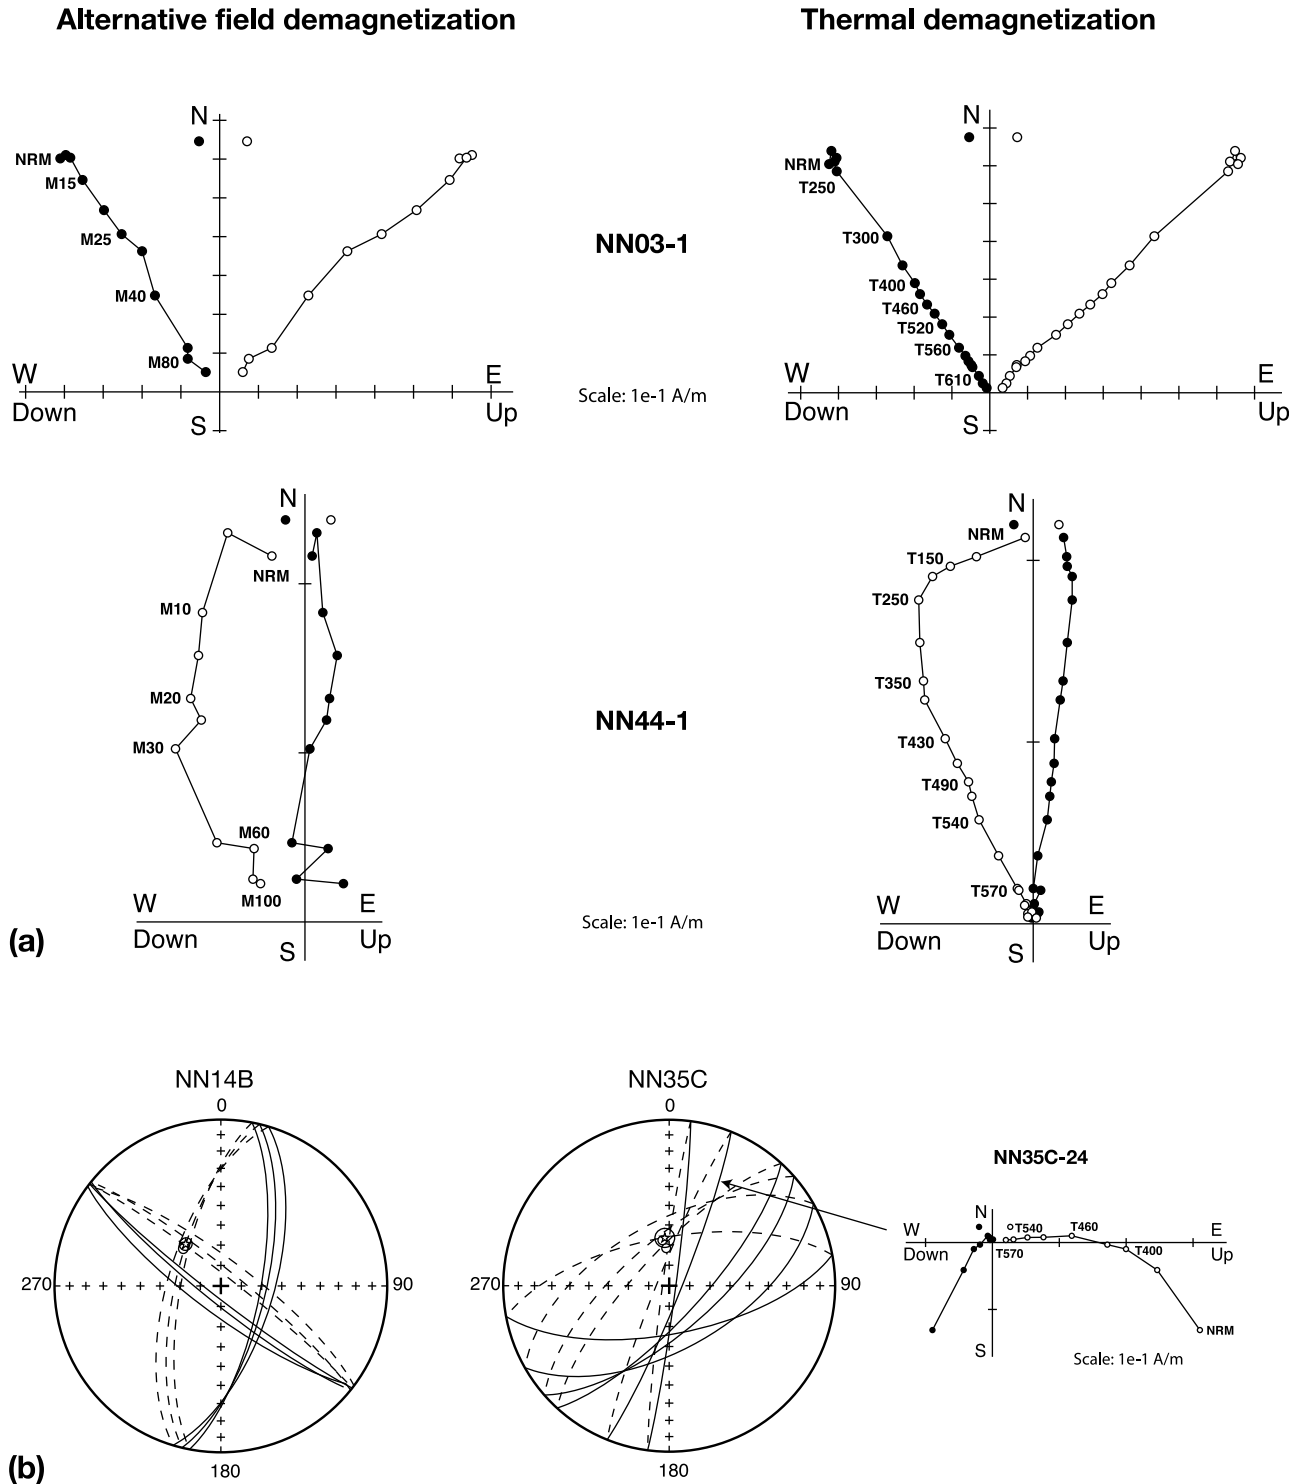 Alternative field demagnetization
Thermal demagnetization
N
NRM
M15
M25
M40
M80
W
E
Down
Up
S
NN03-1
Scale: 1e-1 A/m
N
NRM
T250
T300
T400
T460
T520
T560
T610
W
E
Down
Up
S
N
NRM
M10
M20
M30
M60
M100
W
E
Down
Up
S
NN44-1
Scale: 1e-1 A/m
N
NRM
T150
T250
T350
T430
T490
T540
T570
W
E
Down
Up
S
(a)
NN14B
0
270
90
180
NN35C
0
270
90
180
NN35C-24
N
W
E
Down
Up
T540
T460
T570
T400
NRM
S
Scale: 1e-1 A/m
(b)